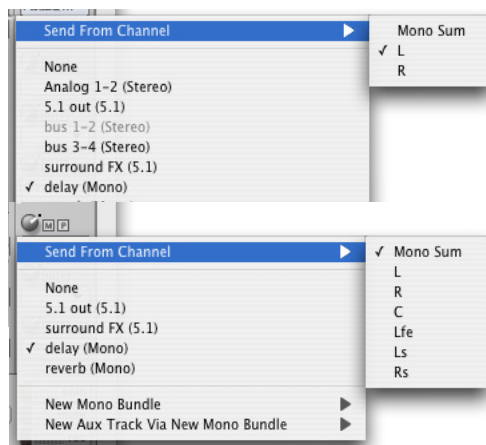 Send From Channel
Mono Sum
✓ L
R
None
Analog 1-2 (Stereo)
5.1 out (5.1)
bus 1-2 (Stereo)
bus 3-4 (Stereo)
surround FX (5.1)
✓ delay (Mono)
M P
Send From Channel
✓ Mono Sum
L
R
C
Lfe
Ls
Rs
None
5.1 out (5.1)
surround FX (5.1)
✓ delay (Mono)
reverb (Mono)
New Mono Bundle
New Aux Track Via New Mono Bundle